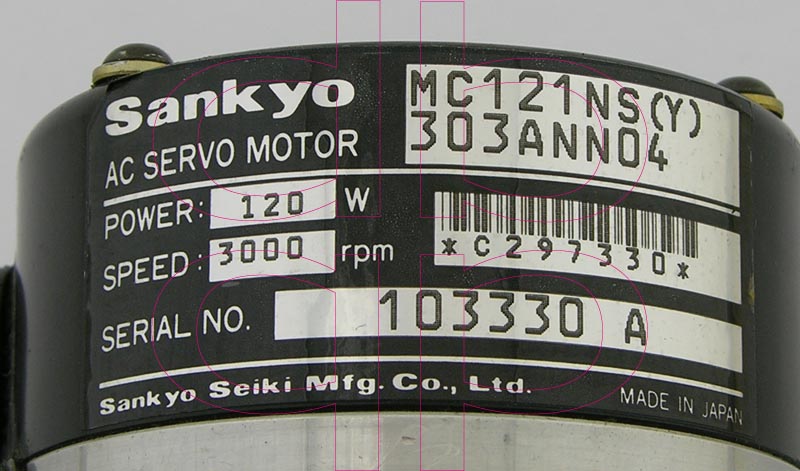 Sankyo
AC SERVO MOTOR
MC121NS(Y)
303ANN04
POWER: 120 W
SPEED: 3000 rpm
*C297330*
SERIAL NO. 103330 A
Sankyo Seiki Mfg. Co., Ltd.
MADE IN JAPAN